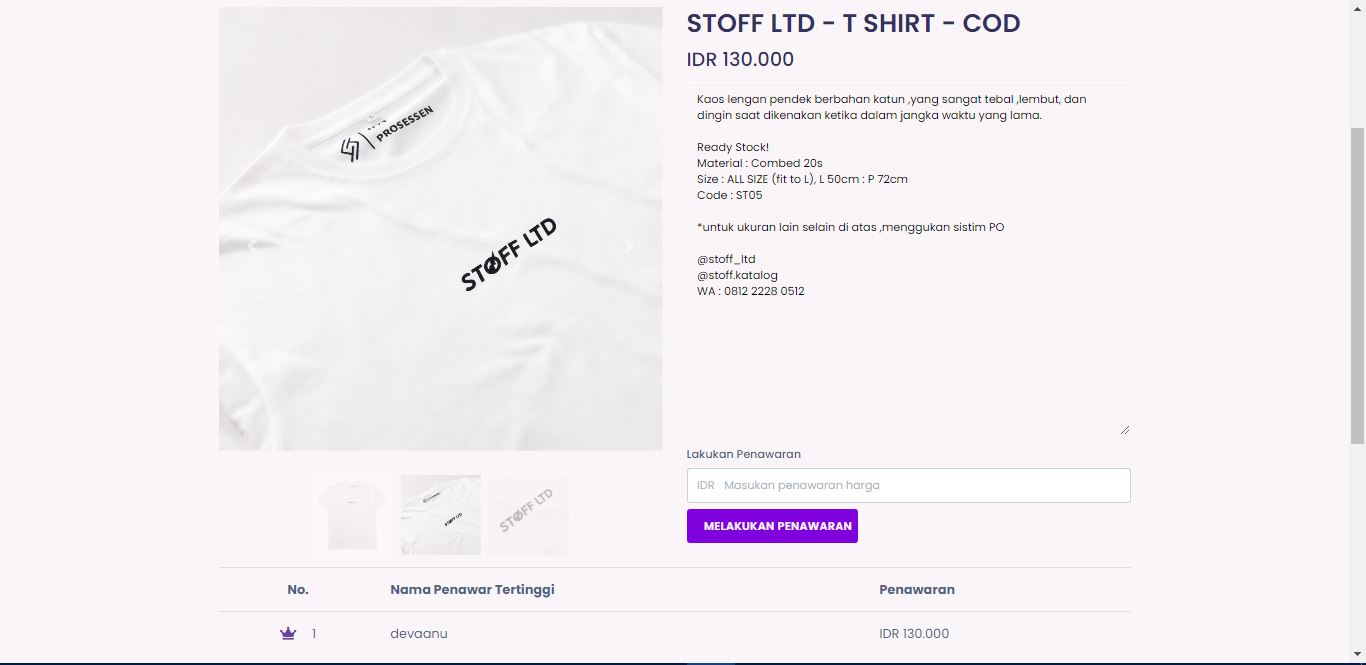 STOFF LTD - T SHIRT - COD
IDR 130.000
PROSESSEN
STOFF LTD
Kaos lengan pendek berbahan katun ,yang sangat tebal ,lembut, dan
dingin saat dikenakan ketika dalam jangka waktu yang lama.
Ready Stock!
Material : Combed 20s
Size : ALL SIZE (fit to L), L 50cm : P 72cm
Code : ST05
*untuk ukuran lain selain di atas ,menggukan sistim PO
@stoff_ltd
@stoff.katalog
WA : 0812 2228 0512
Lakukan Penawaran
IDR Masukan penawaran harga
MELAKUKAN PENAWARAN
STOFF LTD
No. Nama Penawar Tertinggi Penawaran
1 devaanu IDR 130.000